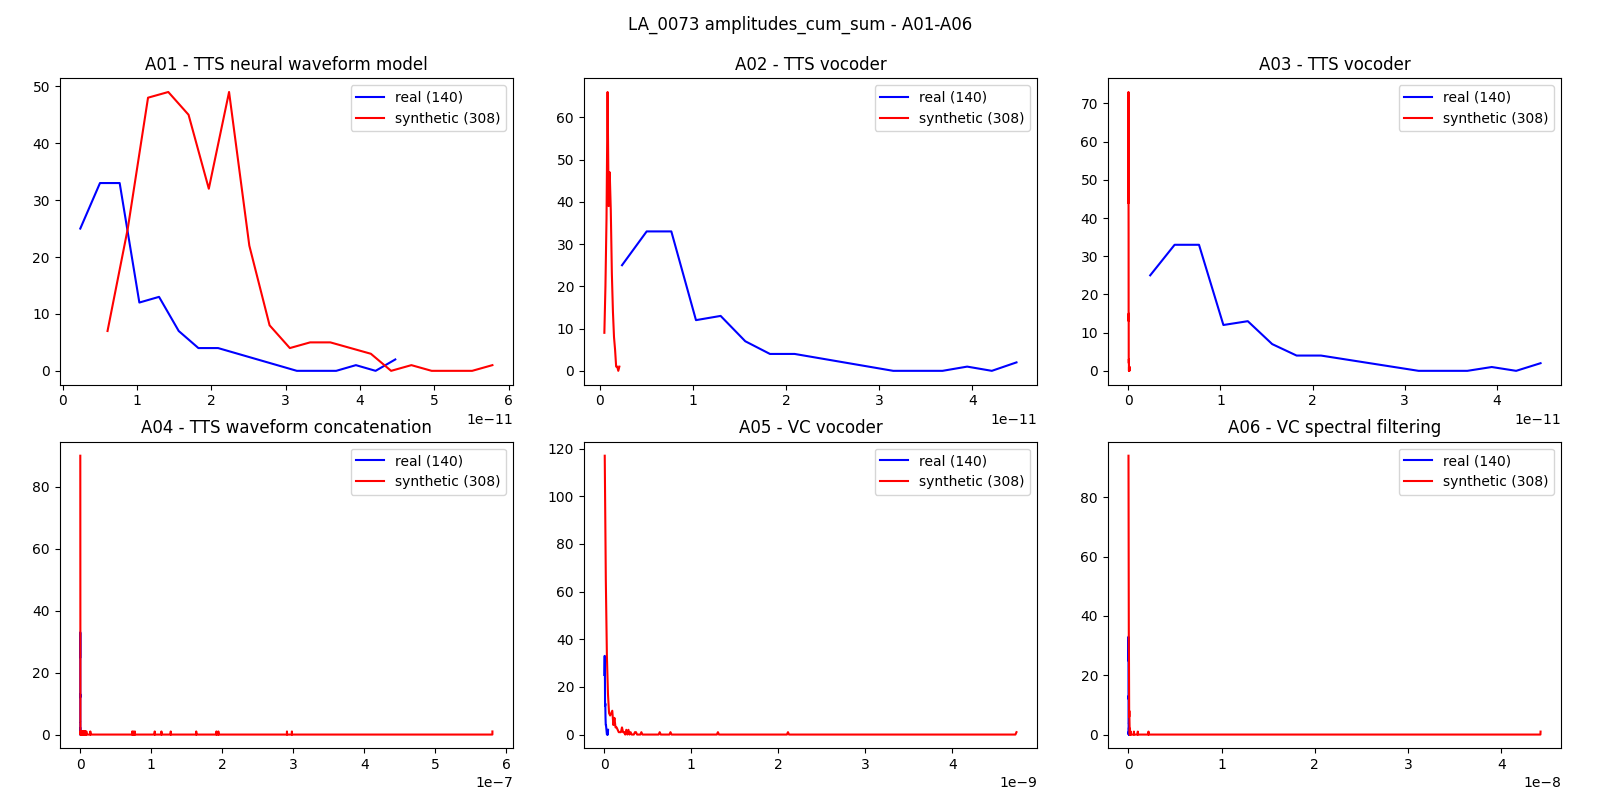 LA_0073 amplitudes_cum_sum - A01-A06
A01 - TTS neural waveform model
50
40
30
20
10
0
0 1 2 3 4 5 6
1e−11
real (140)
synthetic (308)
A02 - TTS vocoder
60
50
40
30
20
10
0
0 1 2 3 4
1e−11
real (140)
synthetic (308)
A03 - TTS vocoder
70
60
50
40
30
20
10
0
0 1 2 3 4
1e−11
real (140)
synthetic (308)
A04 - TTS waveform concatenation
80
60
40
20
0
0 1 2 3 4 5 6
1e−7
real (140)
synthetic (308)
A05 - VC vocoder
120
100
80
60
40
20
0
0 1 2 3 4
1e−9
real (140)
synthetic (308)
A06 - VC spectral filtering
80
60
40
20
0
0 1 2 3 4
1e−8
real (140)
synthetic (308)